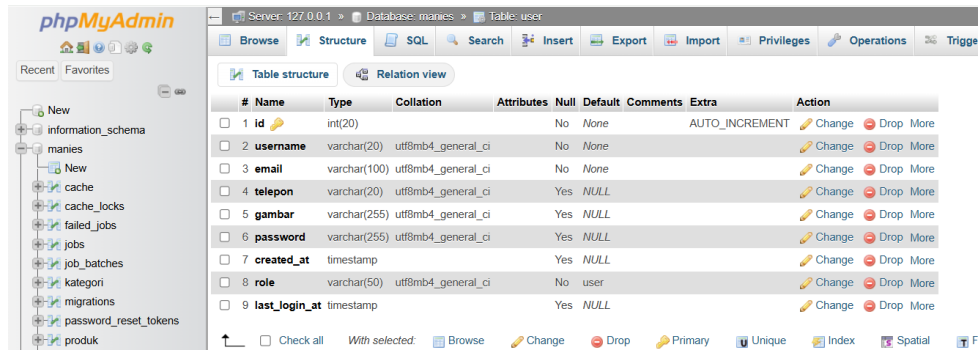 phpMyAdmin
Recent Favorites
New
information_schema
manies
New
cache
cache_locks
failed_jobs
jobs
job_batches
kategori
migrations
password_reset_tokens
produk
Server: 127.0.0.1 » Database: manies » Table: user
Browse Structure SQL Search Insert Export Import Privileges Operations Trigge
Table structure Relation view
# Name Type Collation Attributes Null Default Comments Extra Action
1 id int(20) No None AUTO_INCREMENT Change Drop More
2 username varchar(20) utf8mb4_general_ci No None Change Drop More
3 email varchar(100) utf8mb4_general_ci No None Change Drop More
4 telepon varchar(20) utf8mb4_general_ci Yes NULL Change Drop More
5 gambar varchar(255) utf8mb4_general_ci Yes NULL Change Drop More
6 password varchar(255) utf8mb4_general_ci Yes NULL Change Drop More
7 created_at timestamp Yes NULL Change Drop More
8 role varchar(50) utf8mb4_general_ci No user Change Drop More
9 last_login_at timestamp Yes NULL Change Drop More
Check all With selected: Browse Change Drop Primary Unique Index Spatial F